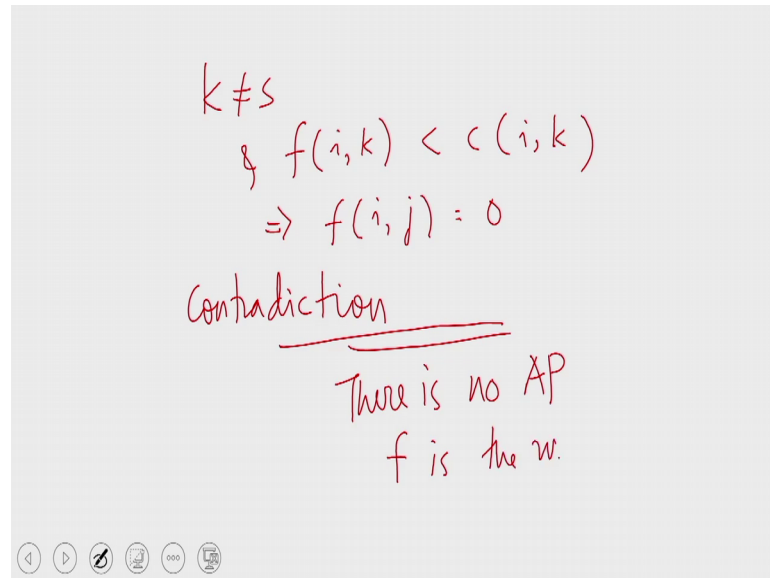 k ≠ s
& f(i, k) < c(i, k)
=> f(i, j) = 0
Contradiction
There is no AP
f is the